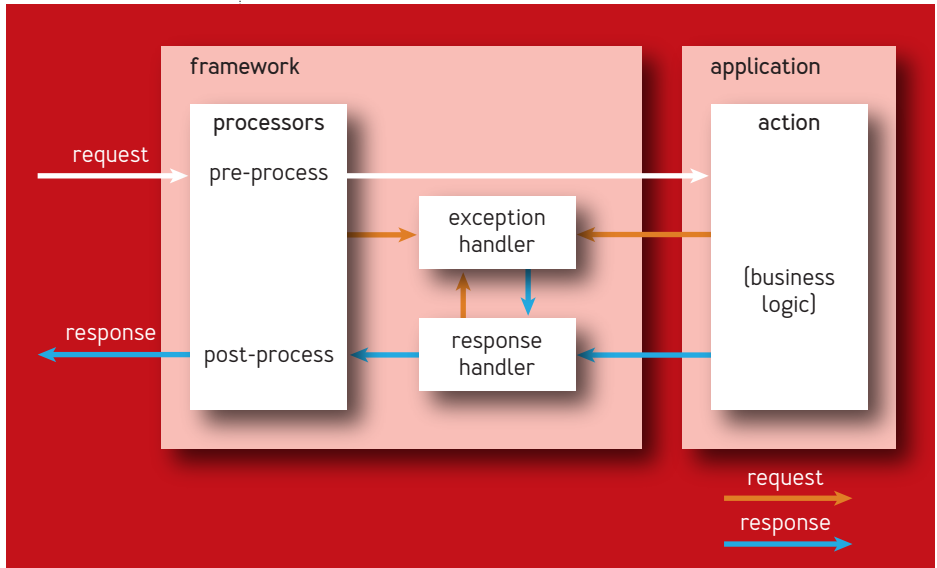 framework
application
processors
action
request
pre-process
exception
handler
(business
logic)
response
post-process
response
handler
request
response